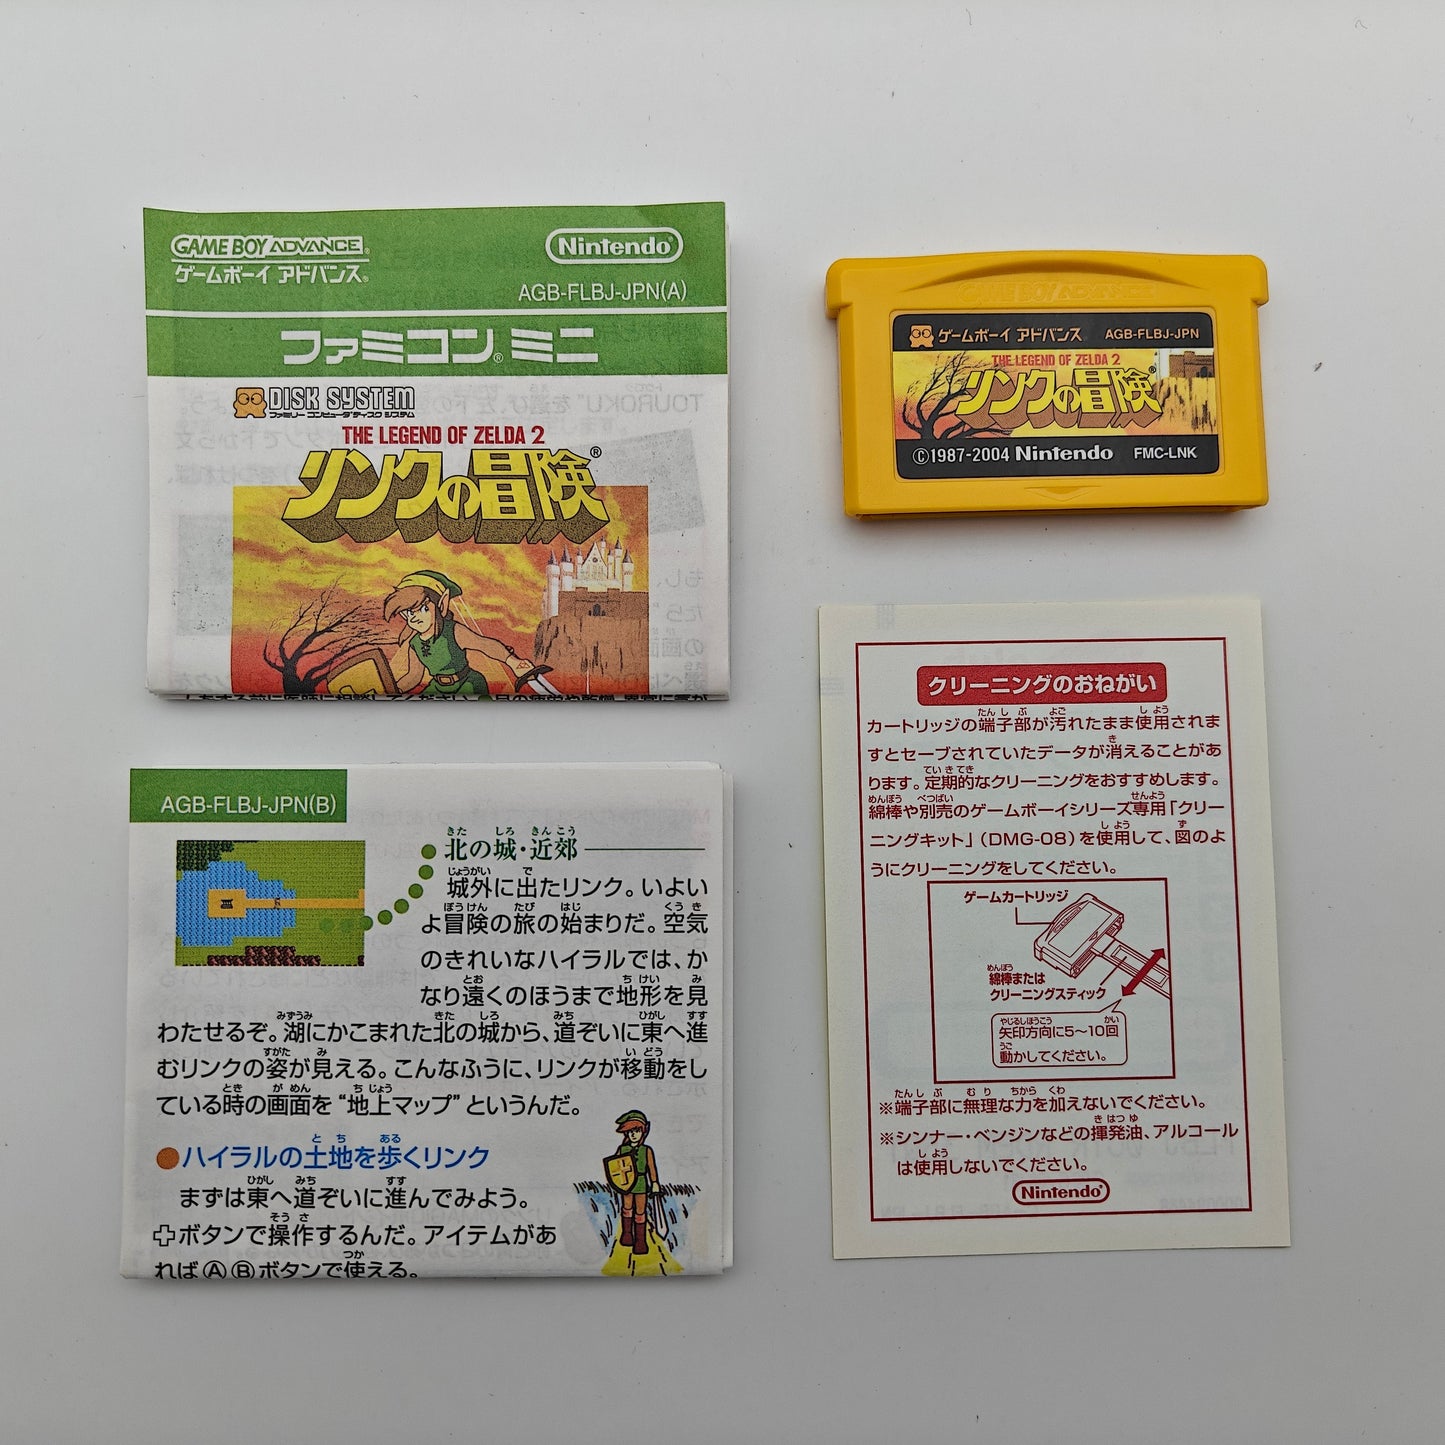 GAME BOY ADVANCE®
ゲームボーイ アドバンス®
Nintendo®
AGB-FLBJ-JPN(A)
ファミコン®ミニ
DISK SYSTEM
ファミリー コンピュータ ディスク システム
THE LEGEND OF ZELDA 2
リンクの冒険®
GAME BOY ADVANCE
ゲームボーイ アドバンス AGB-FLBJ-JPN
THE LEGEND OF ZELDA 2
リンクの冒険®
©1987-2004 Nintendo FMC-LNK
AGB-FLBJ-JPN(B)
北の城・近郊
城外に出たリンク。いよい
よ冒険の旅の始まりだ。空気
のきれいなハイラルでは、か
なり遠くのほうまで地形を見
わたせるぞ。湖にかこまれた北の城から、道ぞいに東へ進
むリンクの姿が見える。こんなふうに、リンクが移動をし
ている時の画面を“地上マップ”というんだ。
●ハイラルの土地を歩くリンク
まずは東へ道ぞいに進んでみよう。
✚ボタンで操作するんだ。アイテムがあ
ればⒶⒷボタンで使える。
クリーニングのおねがい
カートリッジの端子部が汚れたまま使用されま
すとセーブされていたデータが消えることがあ
ります。定期的なクリーニングをおすすめします。
綿棒や別売のゲームボーイシリーズ専用「クリー
ニングキット」(DMG-08)を使用して、図のよ
うにクリーニングをしてください。
ゲームカートリッジ
綿棒または
クリーニングスティック
矢印方向に5〜10回
動かしてください。
※端子部に無理な力を加えないでください。
※シンナー・ベンジンなどの揮発油、アルコール
は使用しないでください。
Nintendo®